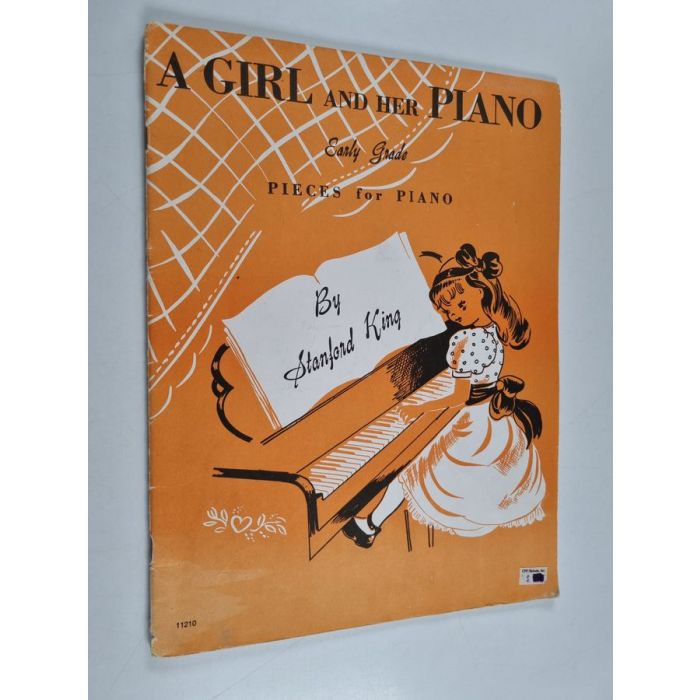 A GIRL AND HER PIANO
Early Grade
PIECES for PIANO
By
Stanford King
11210